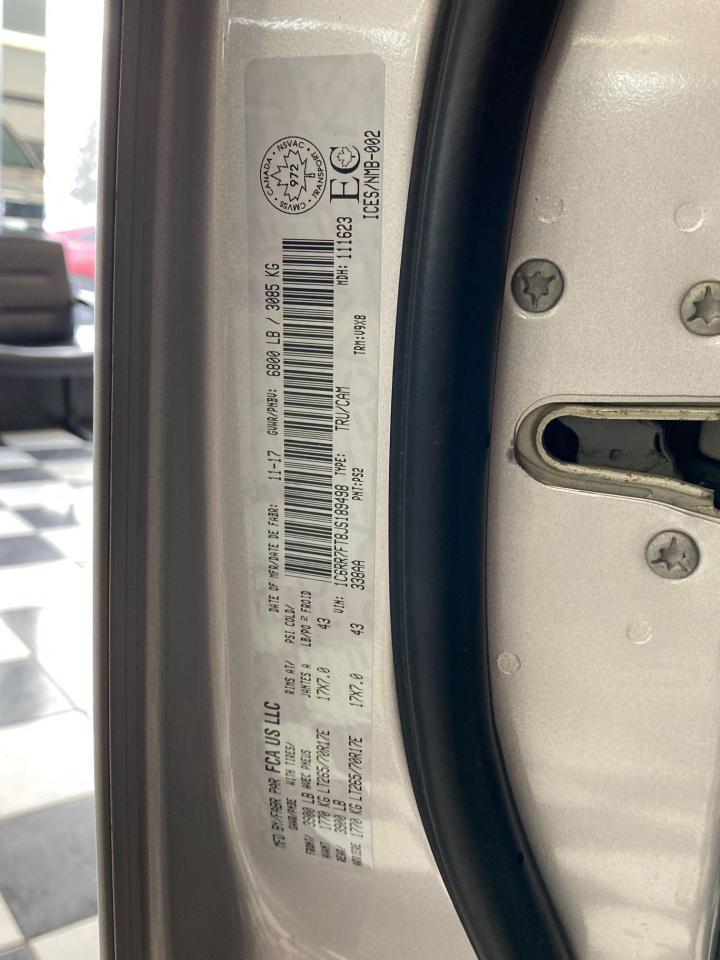 MFD BY/FABR PAR FCA US LLC
DATE OF MFR/DATE DE FABR: 11-17 GVWR/PNBV: 6800 LB / 3085 KG
GAWR/PNBE WITH TIRES/ RIMS AT/ PSI COLD/
AVEC PNEUS JANTES A LB/PO² FROID
FRONT/ 3900 LB
AVANT 1770 KG LT265/70R17E 17X7.0 43
REAR/ 3900 LB
ARRIERE 1770 KG LT265/70R17E 17X7.0 43
VIN: 1C6RR7FT8JS189498 TYPE: TRU/CAM MDH: 111623
338AA PNT:PS2 TRM:V9X8
CANADA · NSVAC · TRANSPORT · CMVSS ·
972
EC
ICES/NMB-002